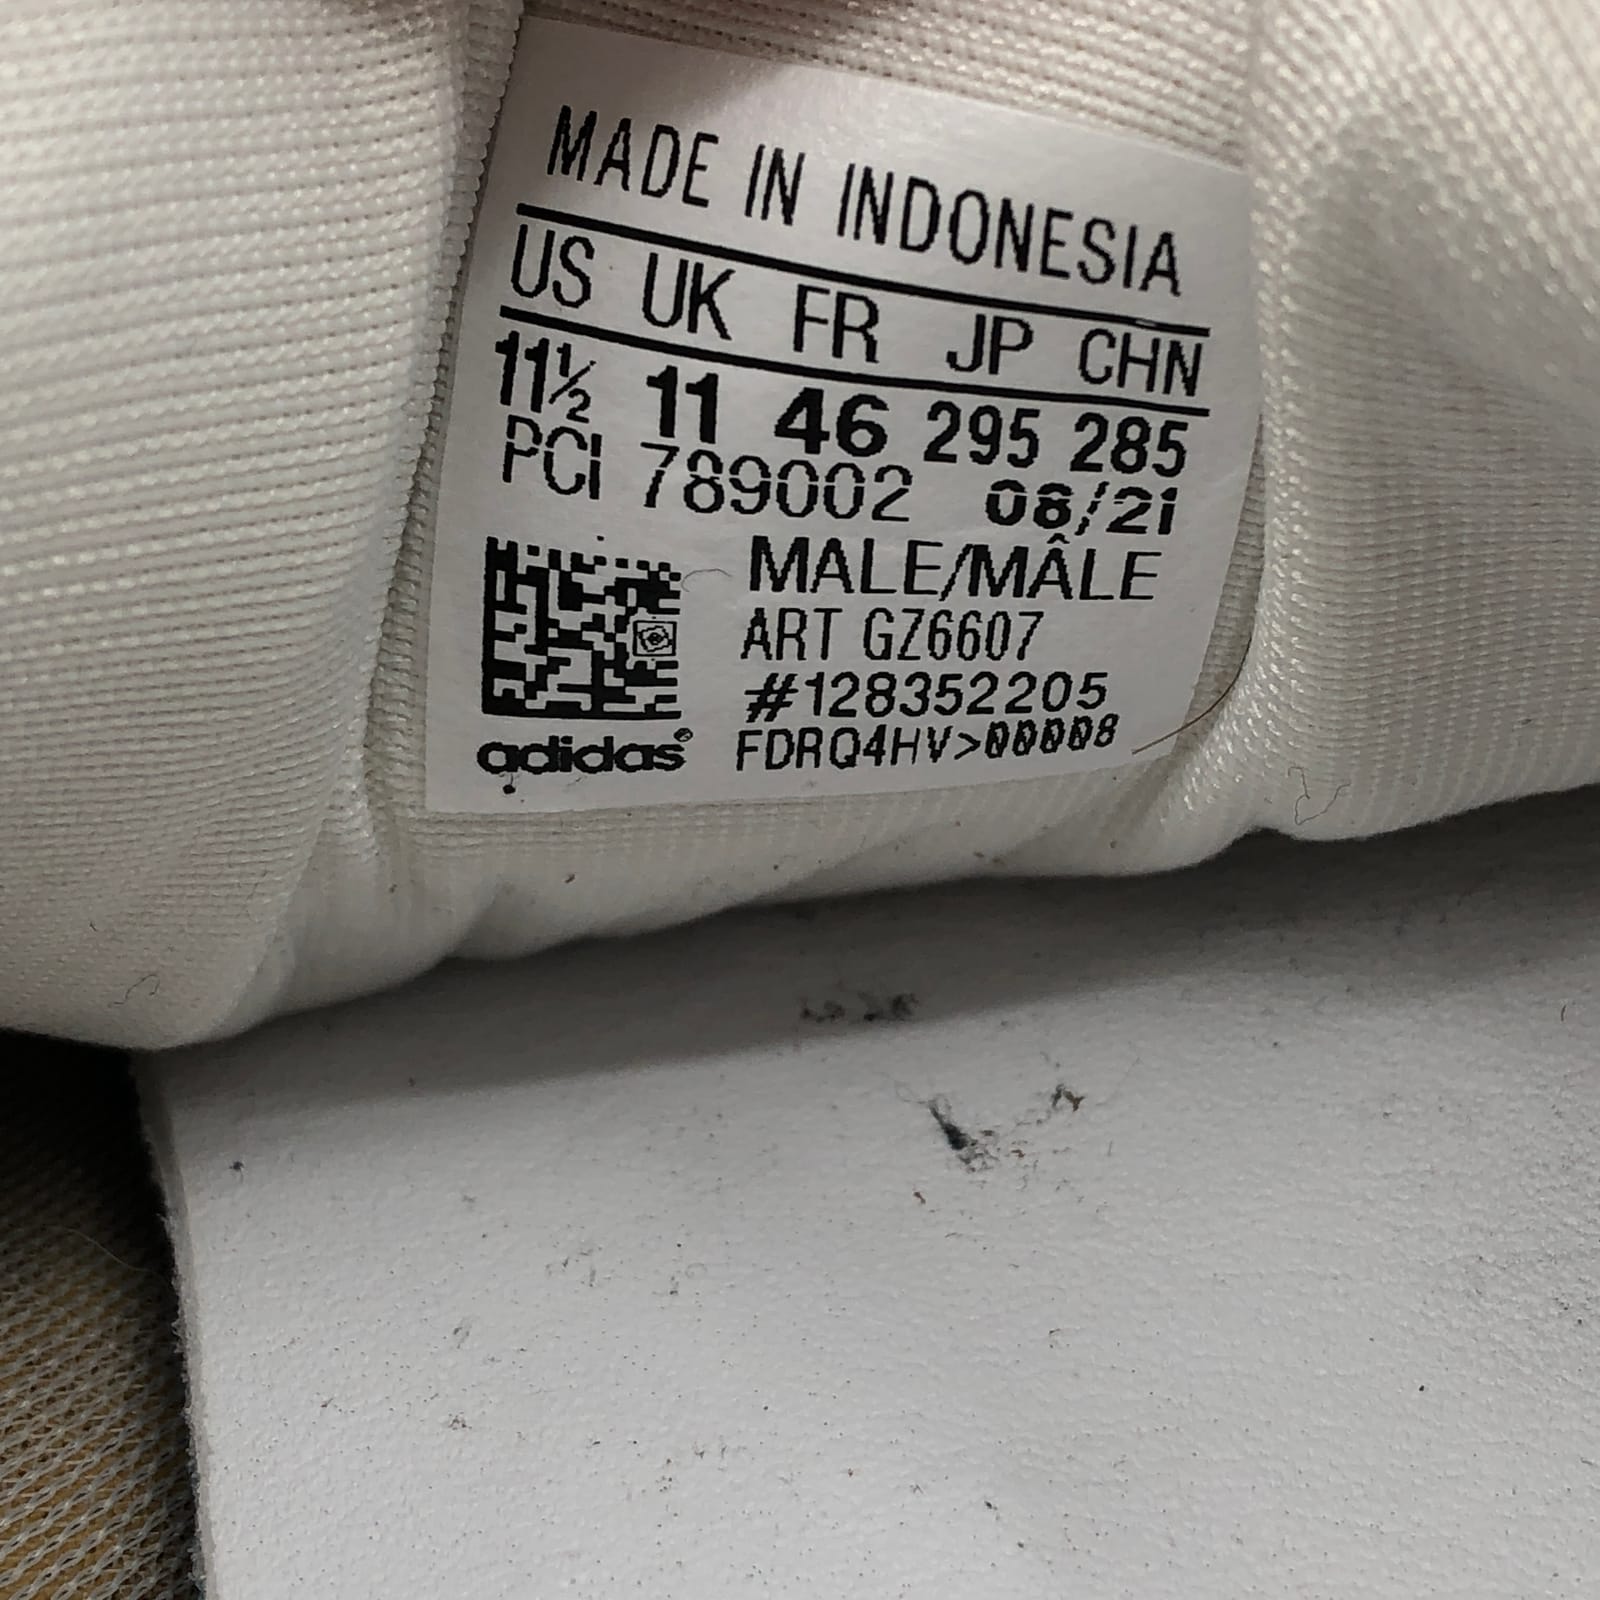 MADE IN INDONESIA
US UK FR JP CHN
11½ 11 46 295 285
PCI 789002 08/21
MALE/MÂLE
ART GZ6607
#128352205
adidas® FDRQ4HV>00008